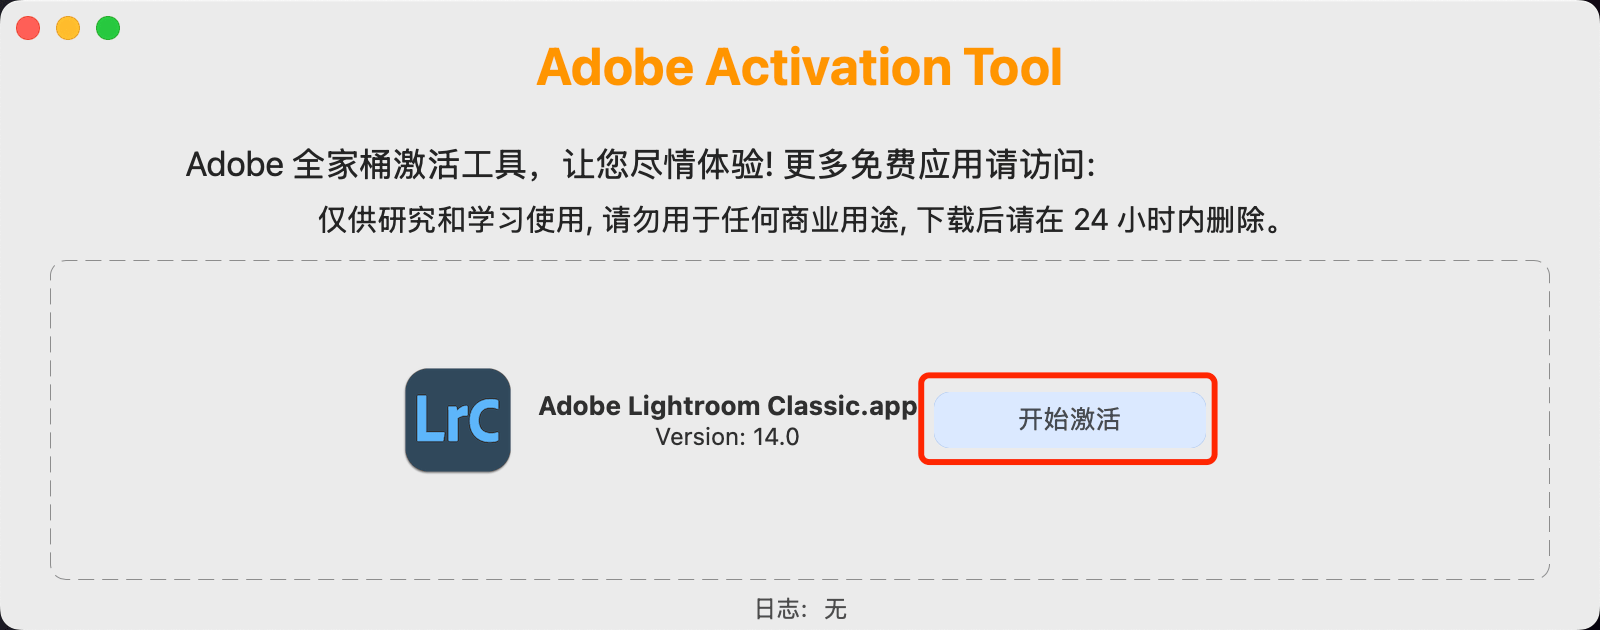 Adobe Activation Tool
Adobe 全家桶激活工具，让您尽情体验! 更多免费应用请访问:
仅供研究和学习使用, 请勿用于任何商业用途, 下载后请在 24 小时内删除。
LrC
Adobe Lightroom Classic.app
Version: 14.0
开始激活
日志：无